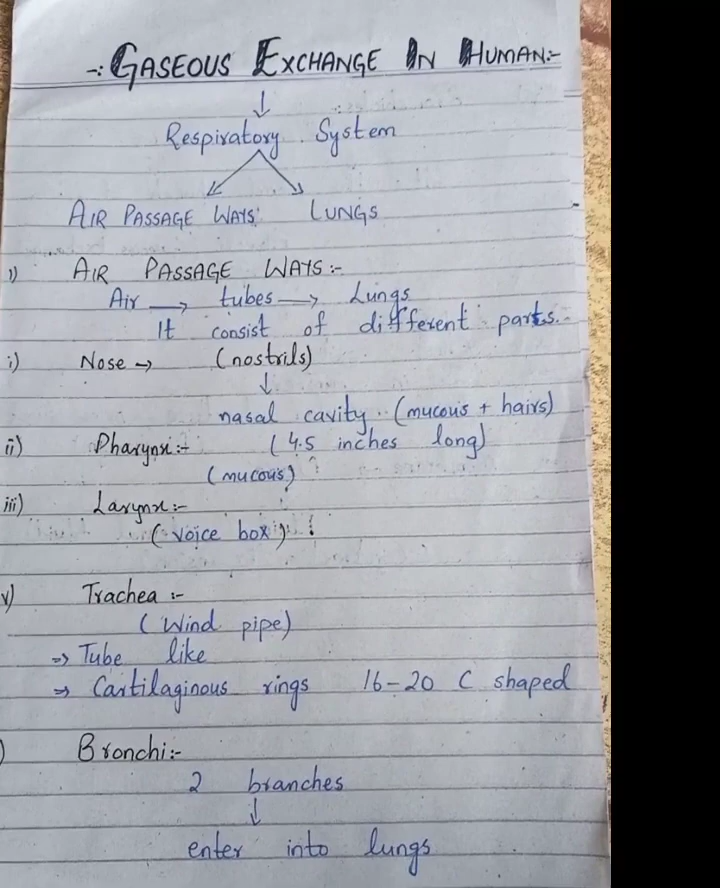 -: GASEOUS EXCHANGE IN HUMAN:-
↓
Respiratory System
AIR PASSAGE WAYS LUNGS
1) AIR PASSAGE WAYS:-
Air → tubes → Lungs
It consist of different parts.
i) Nose → (nostrils)
↓
nasal cavity (mucous + hairs)
ii) Pharynx:- (4.5 inches long)
(mucous)
iii) Larynx:-
(voice box)
v) Trachea :-
(Wind pipe)
⇒ Tube like
⇒ Cartilaginous rings 16-20 C shaped
) Bronchi:-
2 branches
↓
enter into lungs